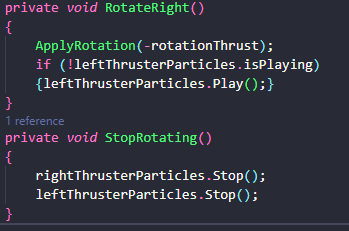 private void RotateRight()
{
    ApplyRotation(-rotationThrust);
    if (!leftThrusterParticles.isPlaying)
    {leftThrusterParticles.Play();}
}
1 reference
private void StopRotating()
{
    rightThrusterParticles.Stop();
    leftThrusterParticles.Stop();
}